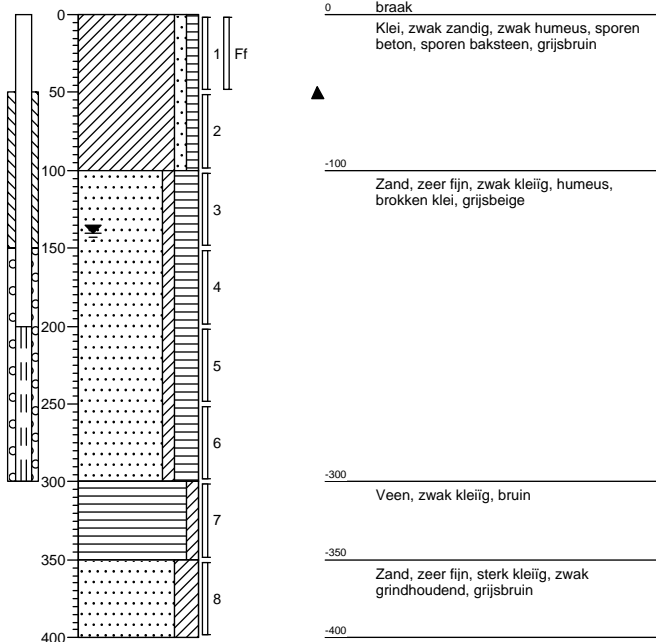 0
50
100
150
200
250
300
350
400
1
Ff
2
3
4
5
6
7
8
0
braak
Klei, zwak zandig, zwak humeus, sporen
beton, sporen baksteen, grijsbruin
-100
Zand, zeer fijn, zwak kleiïg, humeus,
brokken klei, grijsbeige
-300
Veen, zwak kleiïg, bruin
-350
Zand, zeer fijn, sterk kleiïg, zwak
grindhoudend, grijsbruin
-400